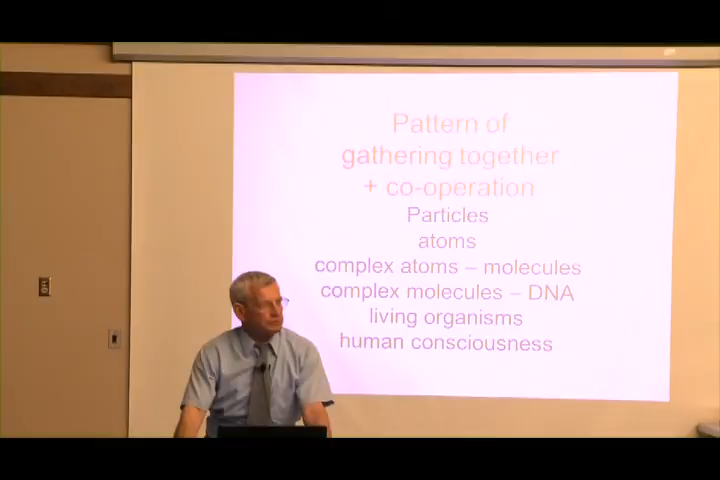 Pattern of
gathering together
+ co-operation
Particles
atoms
complex atoms – molecules
complex molecules – DNA
living organisms
human consciousness